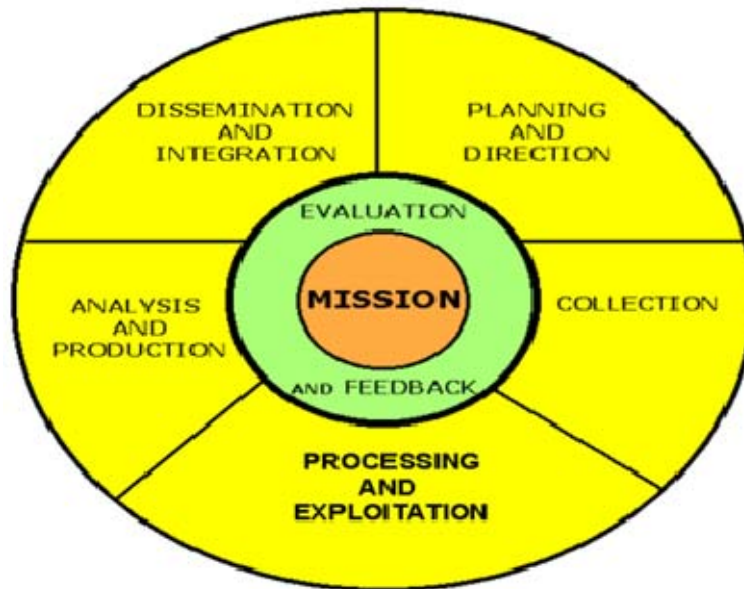 DISSEMINATION
AND
INTEGRATION
PLANNING
AND
DIRECTION
EVALUATION
MISSION
AND FEEDBACK
ANALYSIS
AND
PRODUCTION
COLLECTION
PROCESSING
AND
EXPLOITATION